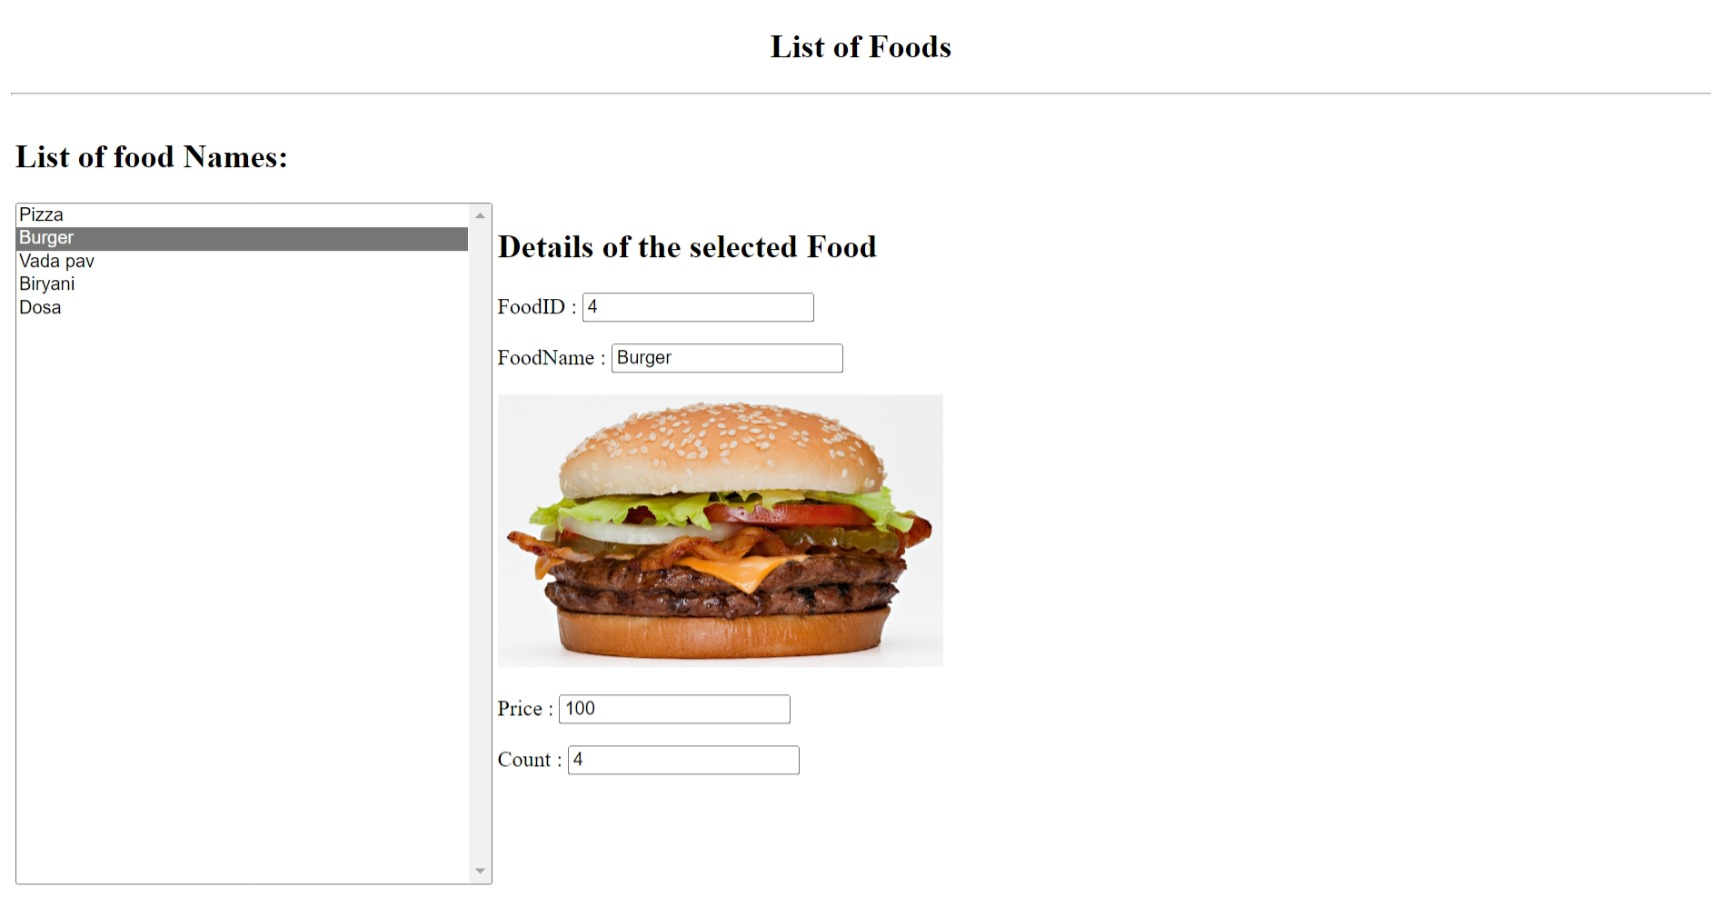 List of Foods
List of food Names:
Pizza
Burger
Vada pav
Biryani
Dosa
Details of the selected Food
FoodID : 4
FoodName : Burger
Price : 100
Count : 4